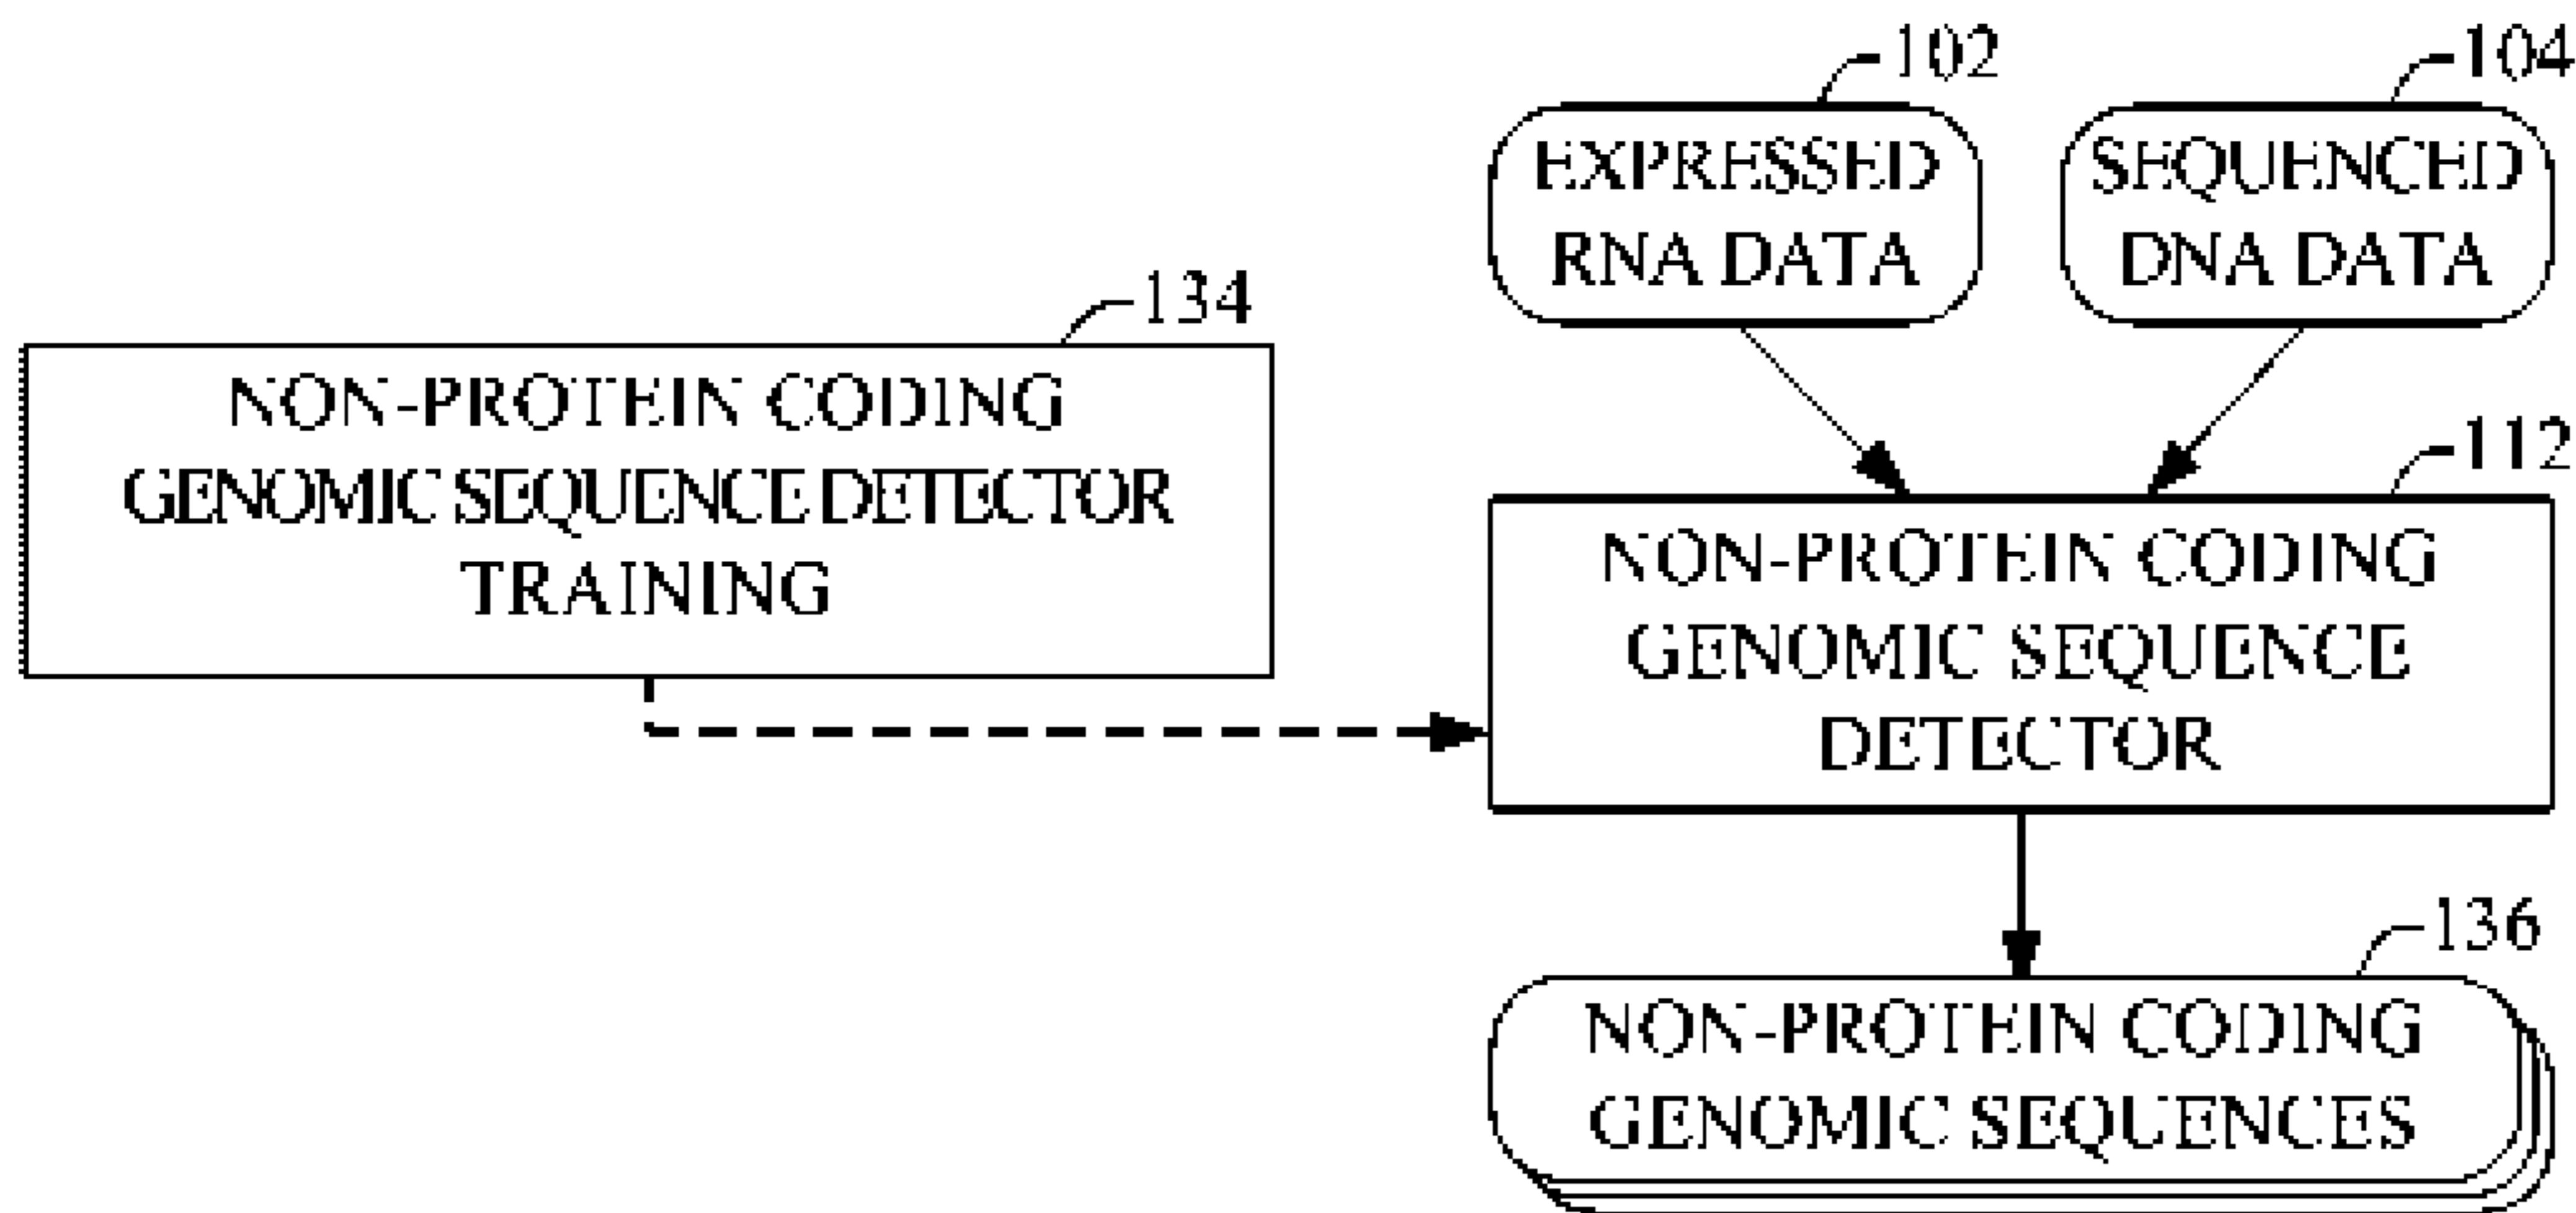 102
EXPRESSED
RNA DATA
104
SEQUENCED
DNA DATA
134
NON-PROTEIN CODING
GENOMIC SEQUENCE DETECTOR
TRAINING
112
NON-PROTEIN CODING
GENOMIC SEQUENCE
DETECTOR
136
NON-PROTEIN CODING
GENOMIC SEQUENCES